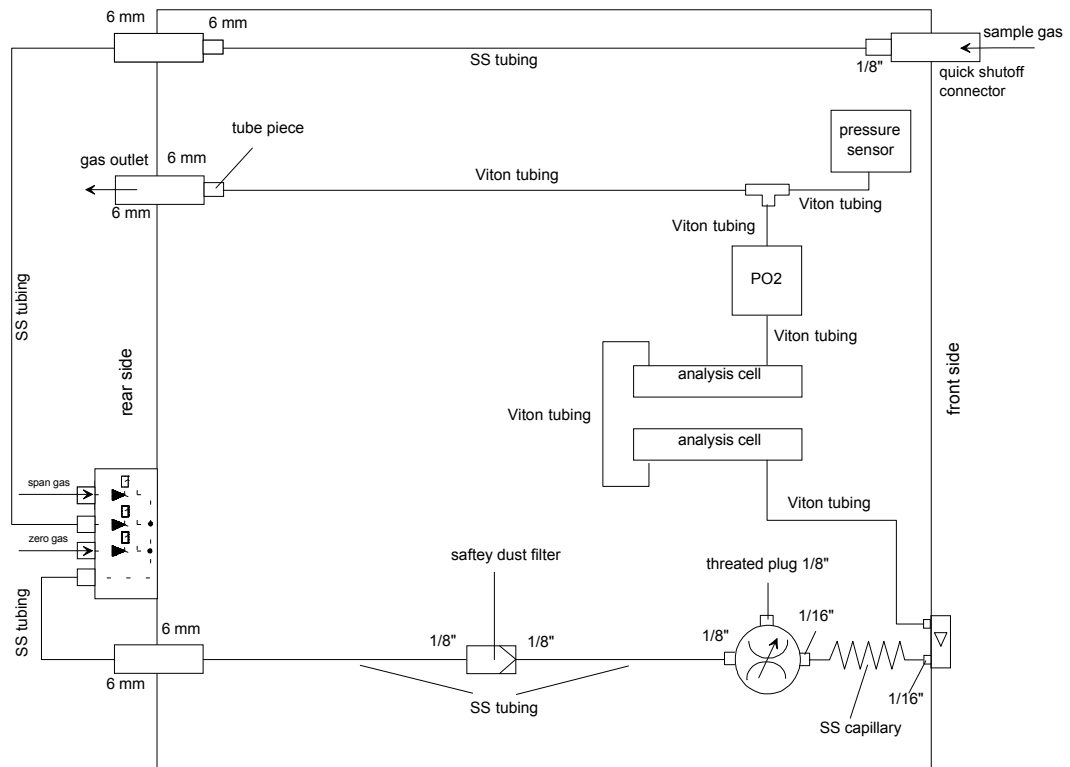 6 mm
6 mm
SS tubing
1/8"
sample gas
quick shutoff
connector
pressure
sensor
tube piece
6 mm
gas outlet
6 mm
Viton tubing
Viton tubing
Viton tubing
PO2
SS tubing
Viton tubing
rear side
front side
analysis cell
Viton tubing
analysis cell
span gas
Viton tubing
zero gas
saftey dust filter
threated plug 1/8"
SS tubing
6 mm
6 mm
1/8"
1/8"
1/8"
1/16"
1/16"
SS tubing
SS capillary